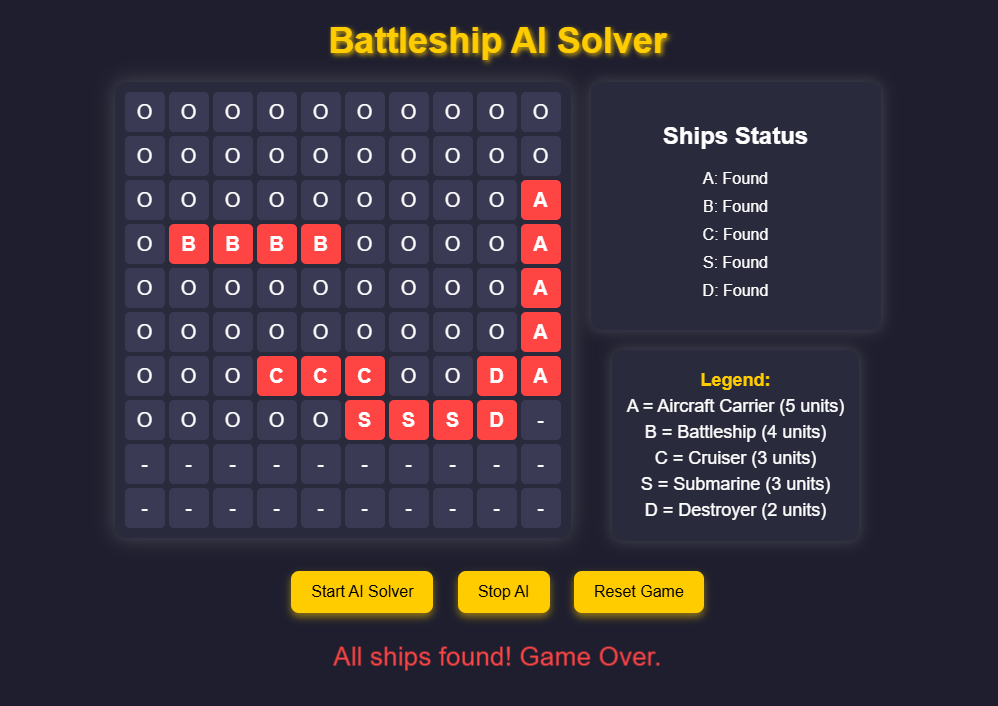 Battleship AI Solver
O O O O O O O O O O
O O O O O O O O O O
O O O O O O O O O A
O B B B B O O O O A
O O O O O O O O O A
O O O O O O O O O A
O O O C C C O O D A
O O O O O S S S D -
- - - - - - - - - -
- - - - - - - - - -
Ships Status
A: Found
B: Found
C: Found
S: Found
D: Found
Legend:
A = Aircraft Carrier (5 units)
B = Battleship (4 units)
C = Cruiser (3 units)
S = Submarine (3 units)
D = Destroyer (2 units)
Start AI Solver Stop AI Reset Game
All ships found! Game Over.